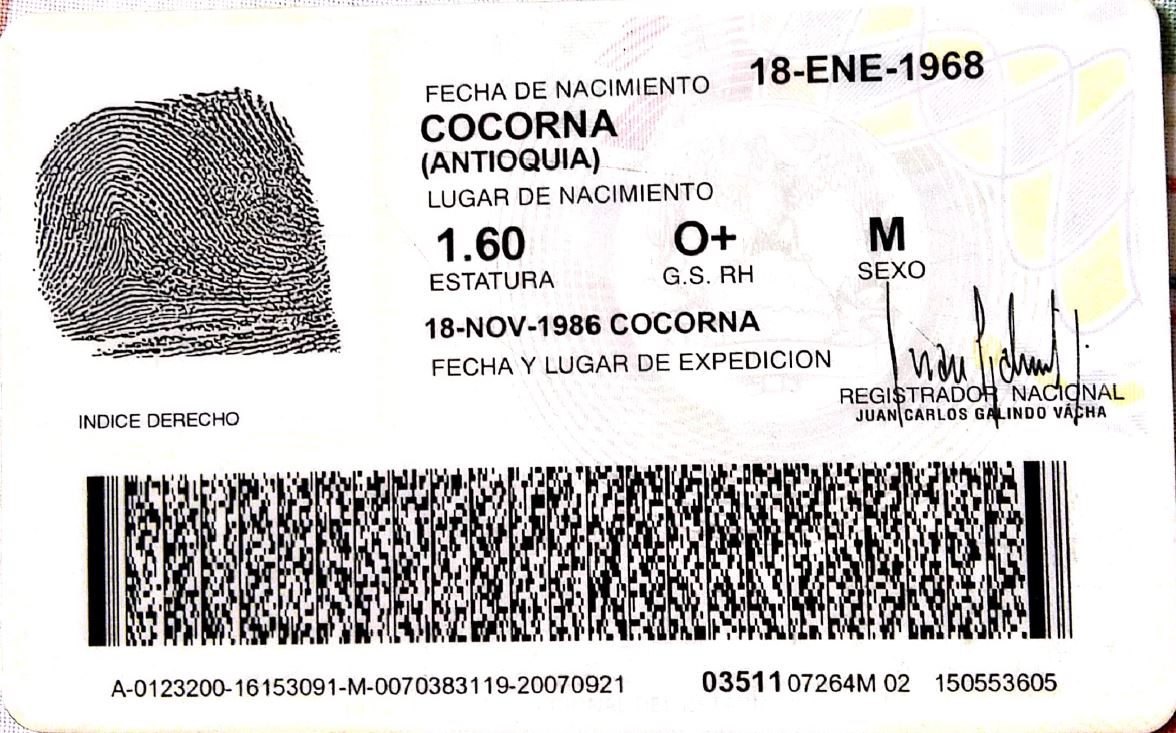 18-ENE-1968
FECHA DE NACIMIENTO
COCORNA
(ANTIOQUIA)
LUGAR DE NACIMIENTO
1.60 O+ M
ESTATURA G.S. RH SEXO
18-NOV-1986 COCORNA
FECHA Y LUGAR DE EXPEDICION
REGISTRADOR NACIONAL
JUAN CARLOS GALINDO VÁCHA
INDICE DERECHO
A-0123200-16153091-M-0070383119-20070921 03511 07264M 02 150553605